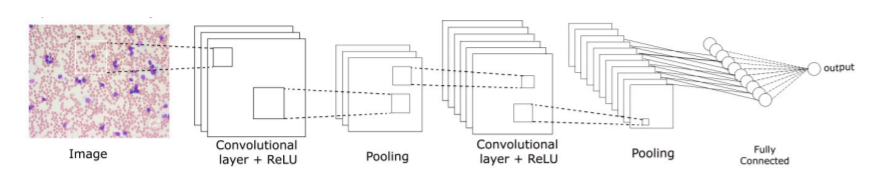 Image
Convolutional
layer + ReLU
Pooling
Convolutional
layer + ReLU
Pooling
Fully
Connected
output